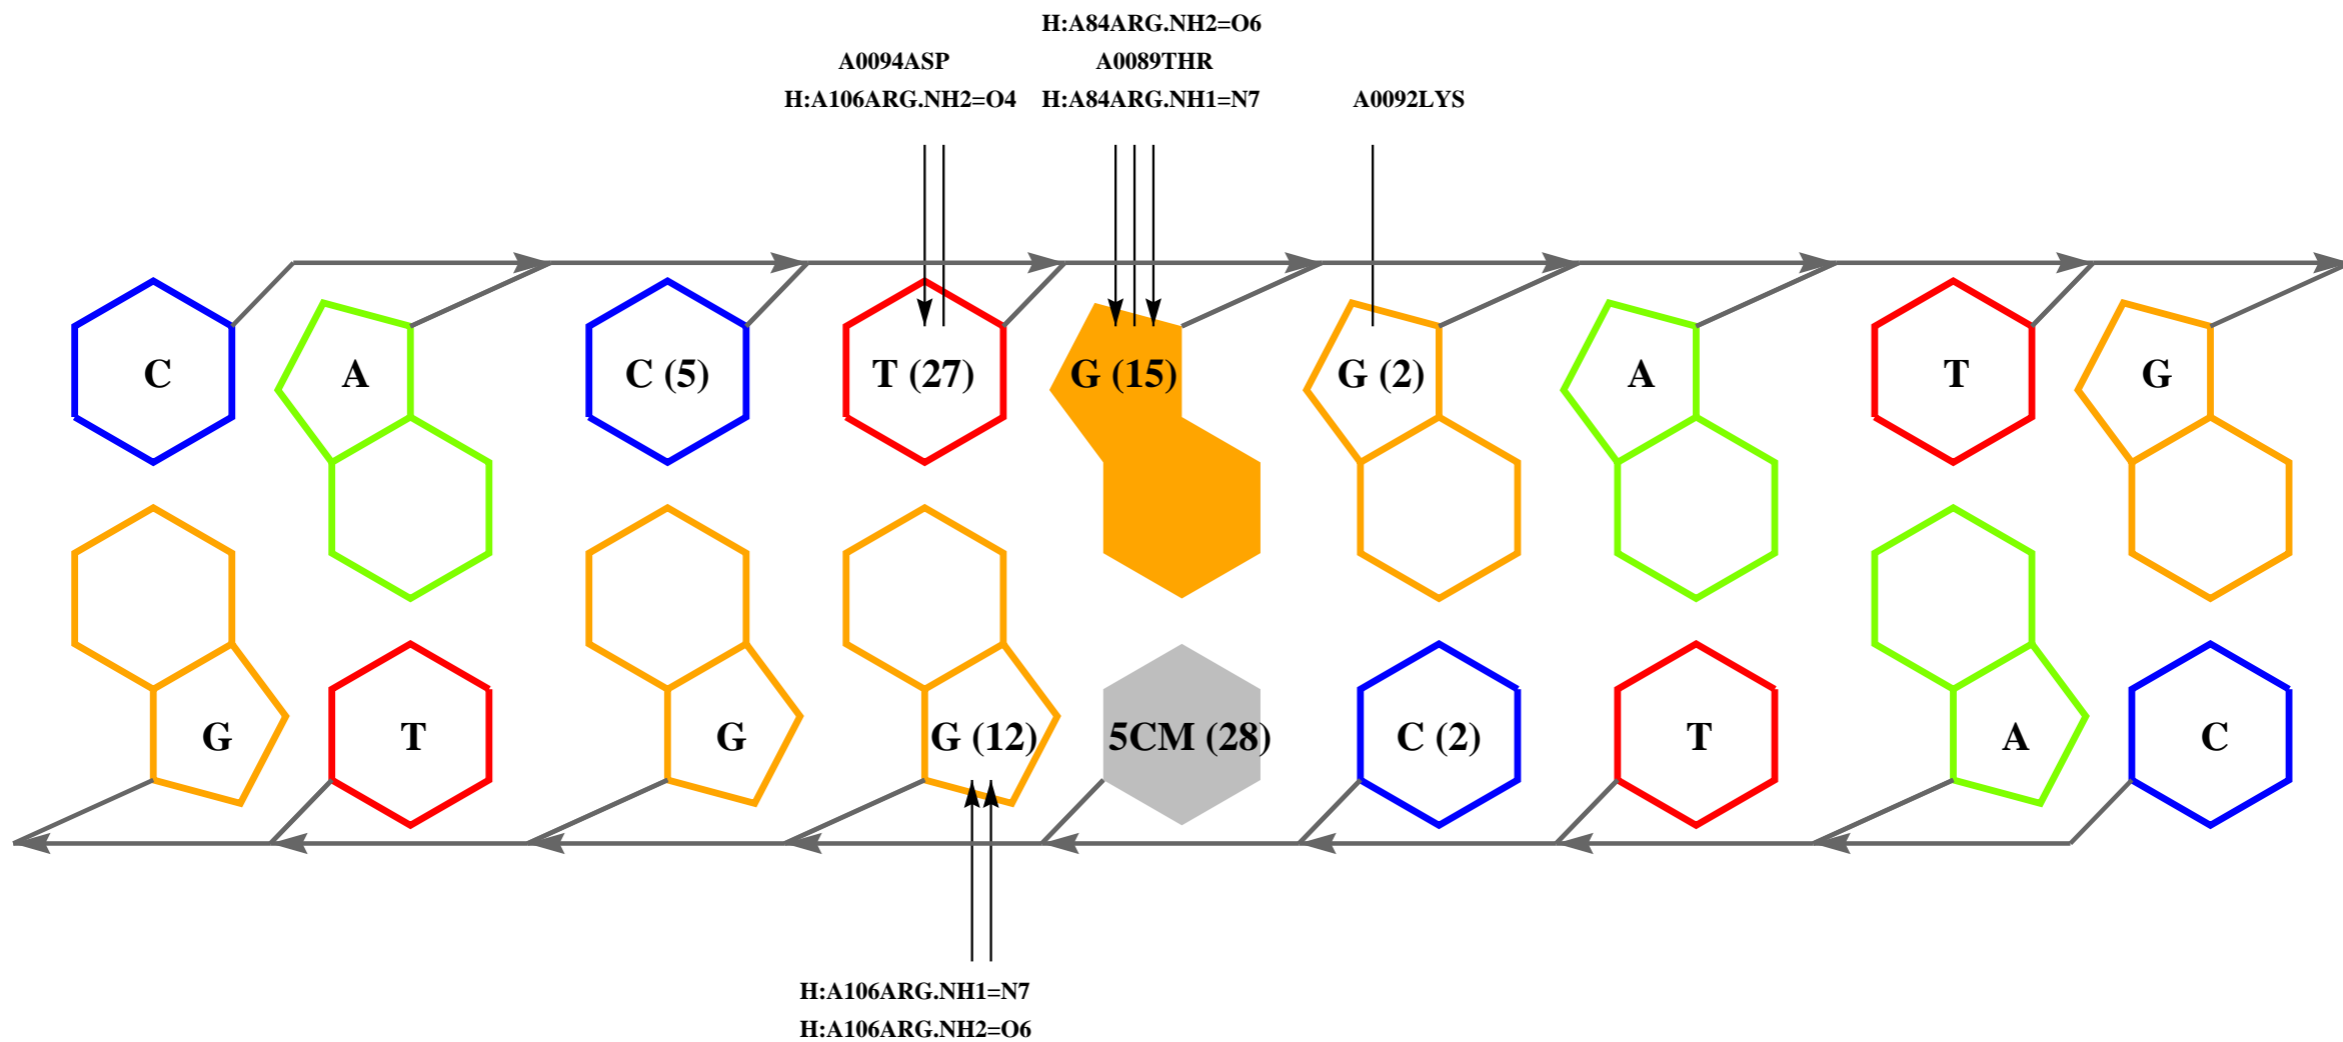 H:A84ARG.NH2=O6
A0094ASP A0089THR
H:A106ARG.NH2=O4 H:A84ARG.NH1=N7 A0092LYS
C A C (5) T (27) G (15) G (2) A T G
G T G G (12) 5CM (28) C (2) T A C
H:A106ARG.NH1=N7
H:A106ARG.NH2=O6